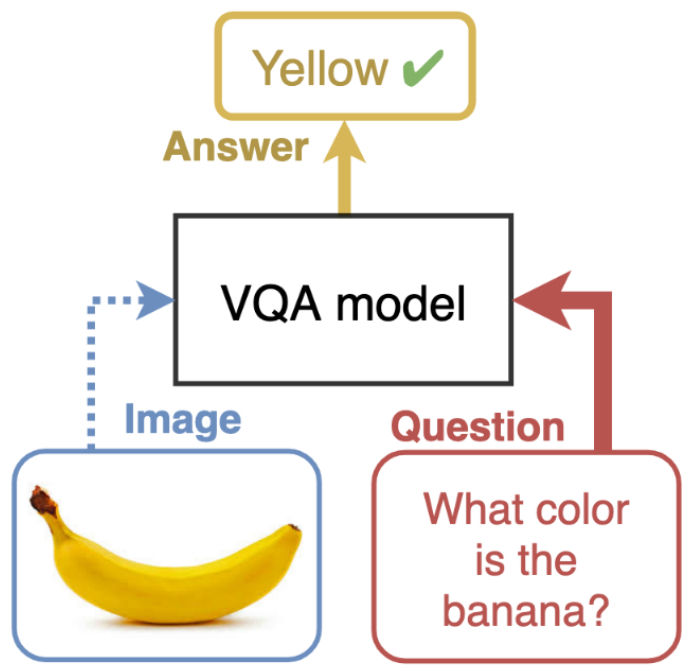 Yellow ✔
Answer
VQA model
Image
Question
What color
is the
banana?